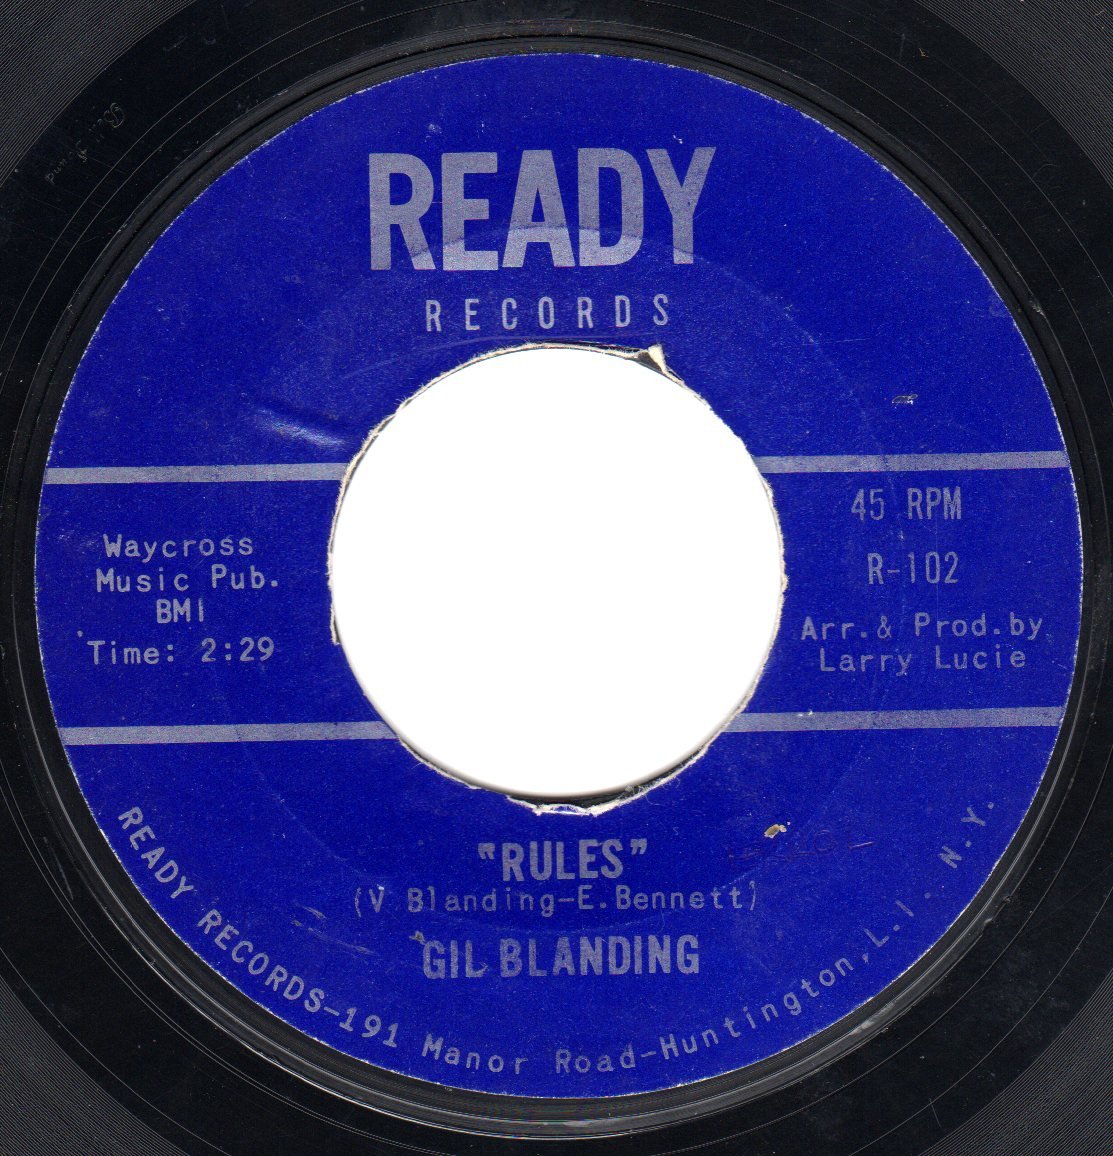 READY
RECORDS
Waycross
Music Pub.
BMI
Time: 2:29
45 RPM
R-102
Arr.& Prod.by
Larry Lucie
"RULES"
(V Blanding-E.Bennett)
GIL BLANDING
READY RECORDS-191 Manor Road-Huntington, L.I. N.Y.